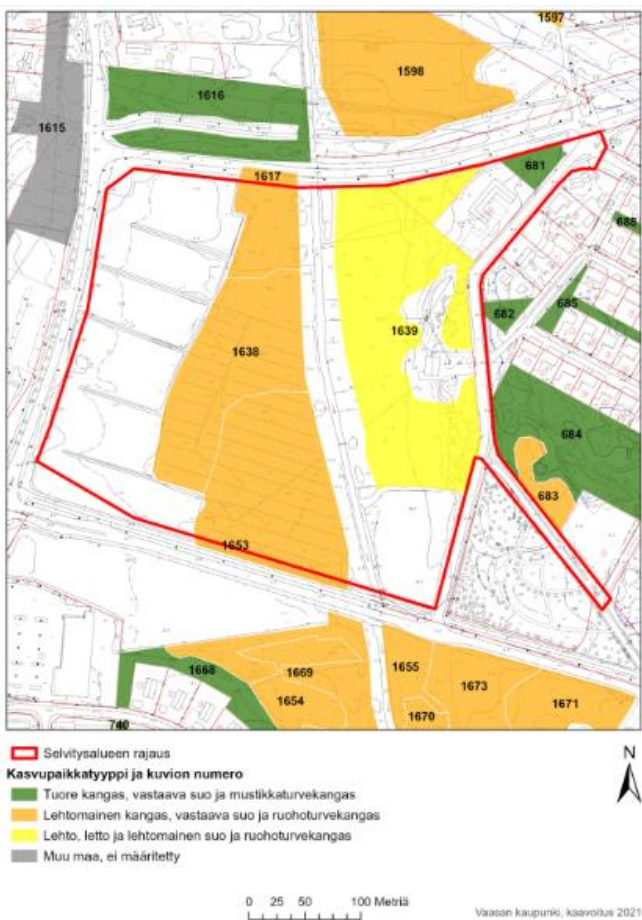 1597
1598
1616
1615
1617
681
688
685
682
1639
1638
684
683
1653
1668
1669
1655
1673
1654
1670
1671
740
Selvitysalueen rajaus
Kasvupaikkatyyppi ja kuvion numero
Tuore kangas, vastaava suo ja mustikkaturvekangas
Lehtomainen kangas, vastaava suo ja ruohoturvekangas
Lehto, letto ja lehtomainen suo ja ruohoturvekangas
Muu maa, ei määritetty
N
0 25 50 100 Metriä
Vaasan kaupunki, kaavoitus 2021